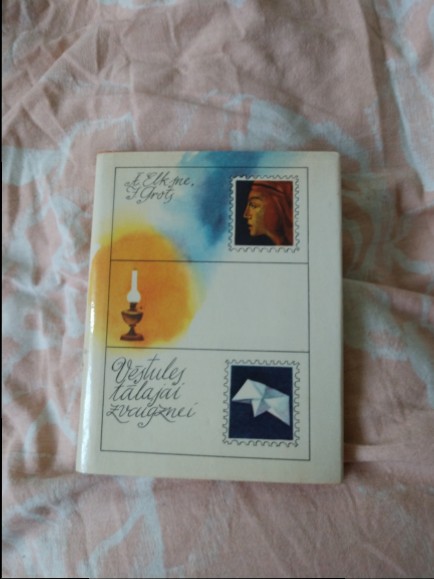 I. Elksne,
J. Grots
Vēstules
tālajai
zvaigznei